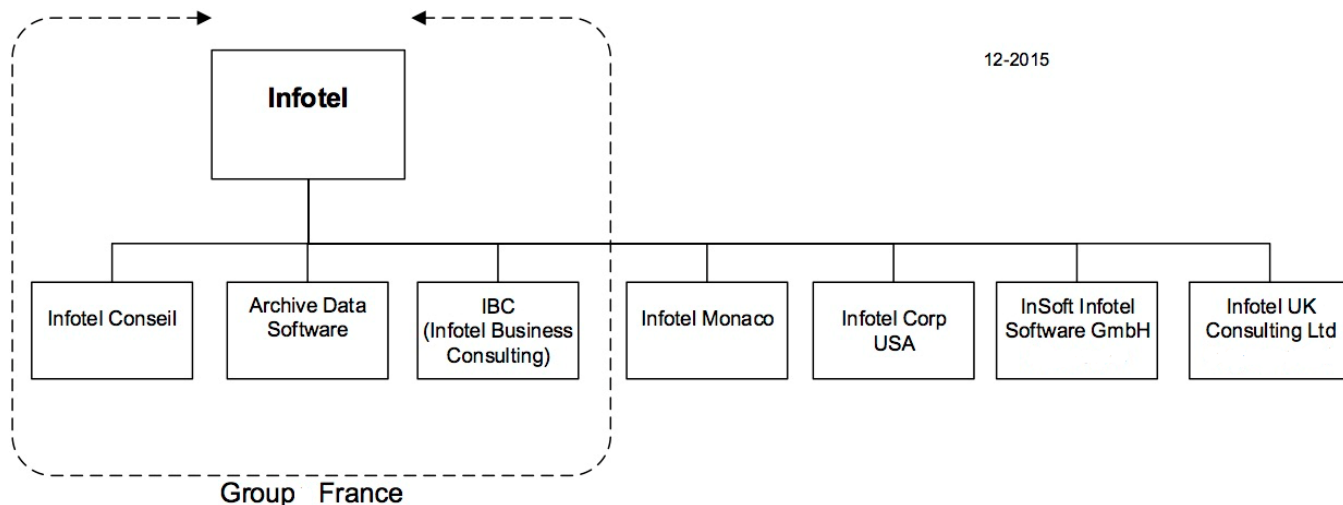 12-2015
Infotel
Infotel Conseil
Archive Data
Software
IBC
(Infotel Business
Consulting)
Infotel Monaco
Infotel Corp
USA
InSoft Infotel
Software GmbH
Infotel UK
Consulting Ltd
Group France